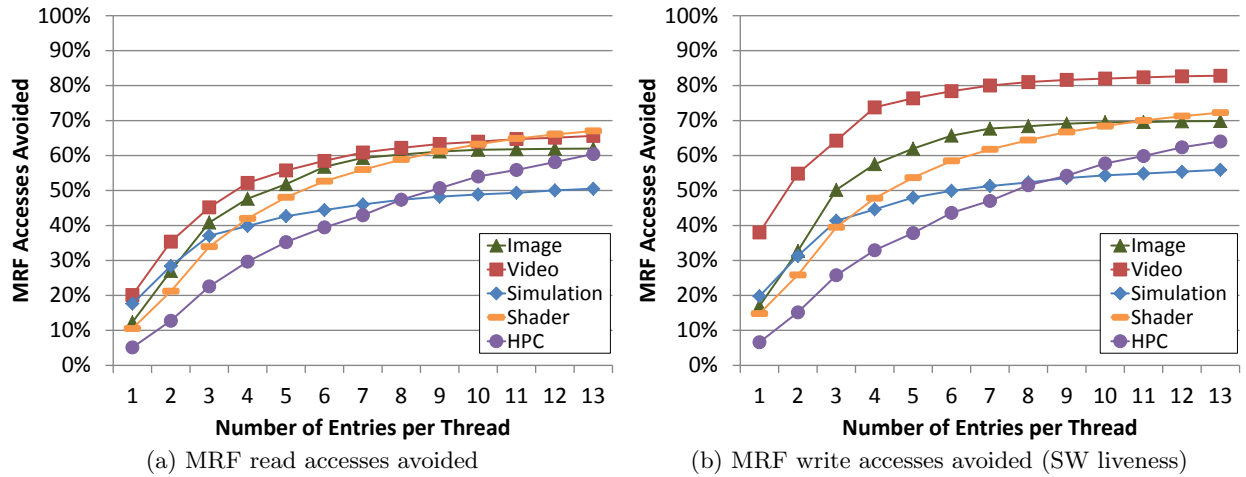 100%
90%
80%
70%
60%
50%
40%
30%
20%
10%
0%
MRF Accesses Avoided
Image
Video
Simulation
Shader
HPC
1 2 3 4 5 6 7 8 9 10 11 12 13
Number of Entries per Thread
(a) MRF read accesses avoided
100%
90%
80%
70%
60%
50%
40%
30%
20%
10%
0%
MRF Accesses Avoided
Image
Video
Simulation
Shader
HPC
1 2 3 4 5 6 7 8 9 10 11 12 13
Number of Entries per Thread
(b) MRF write accesses avoided (SW liveness)